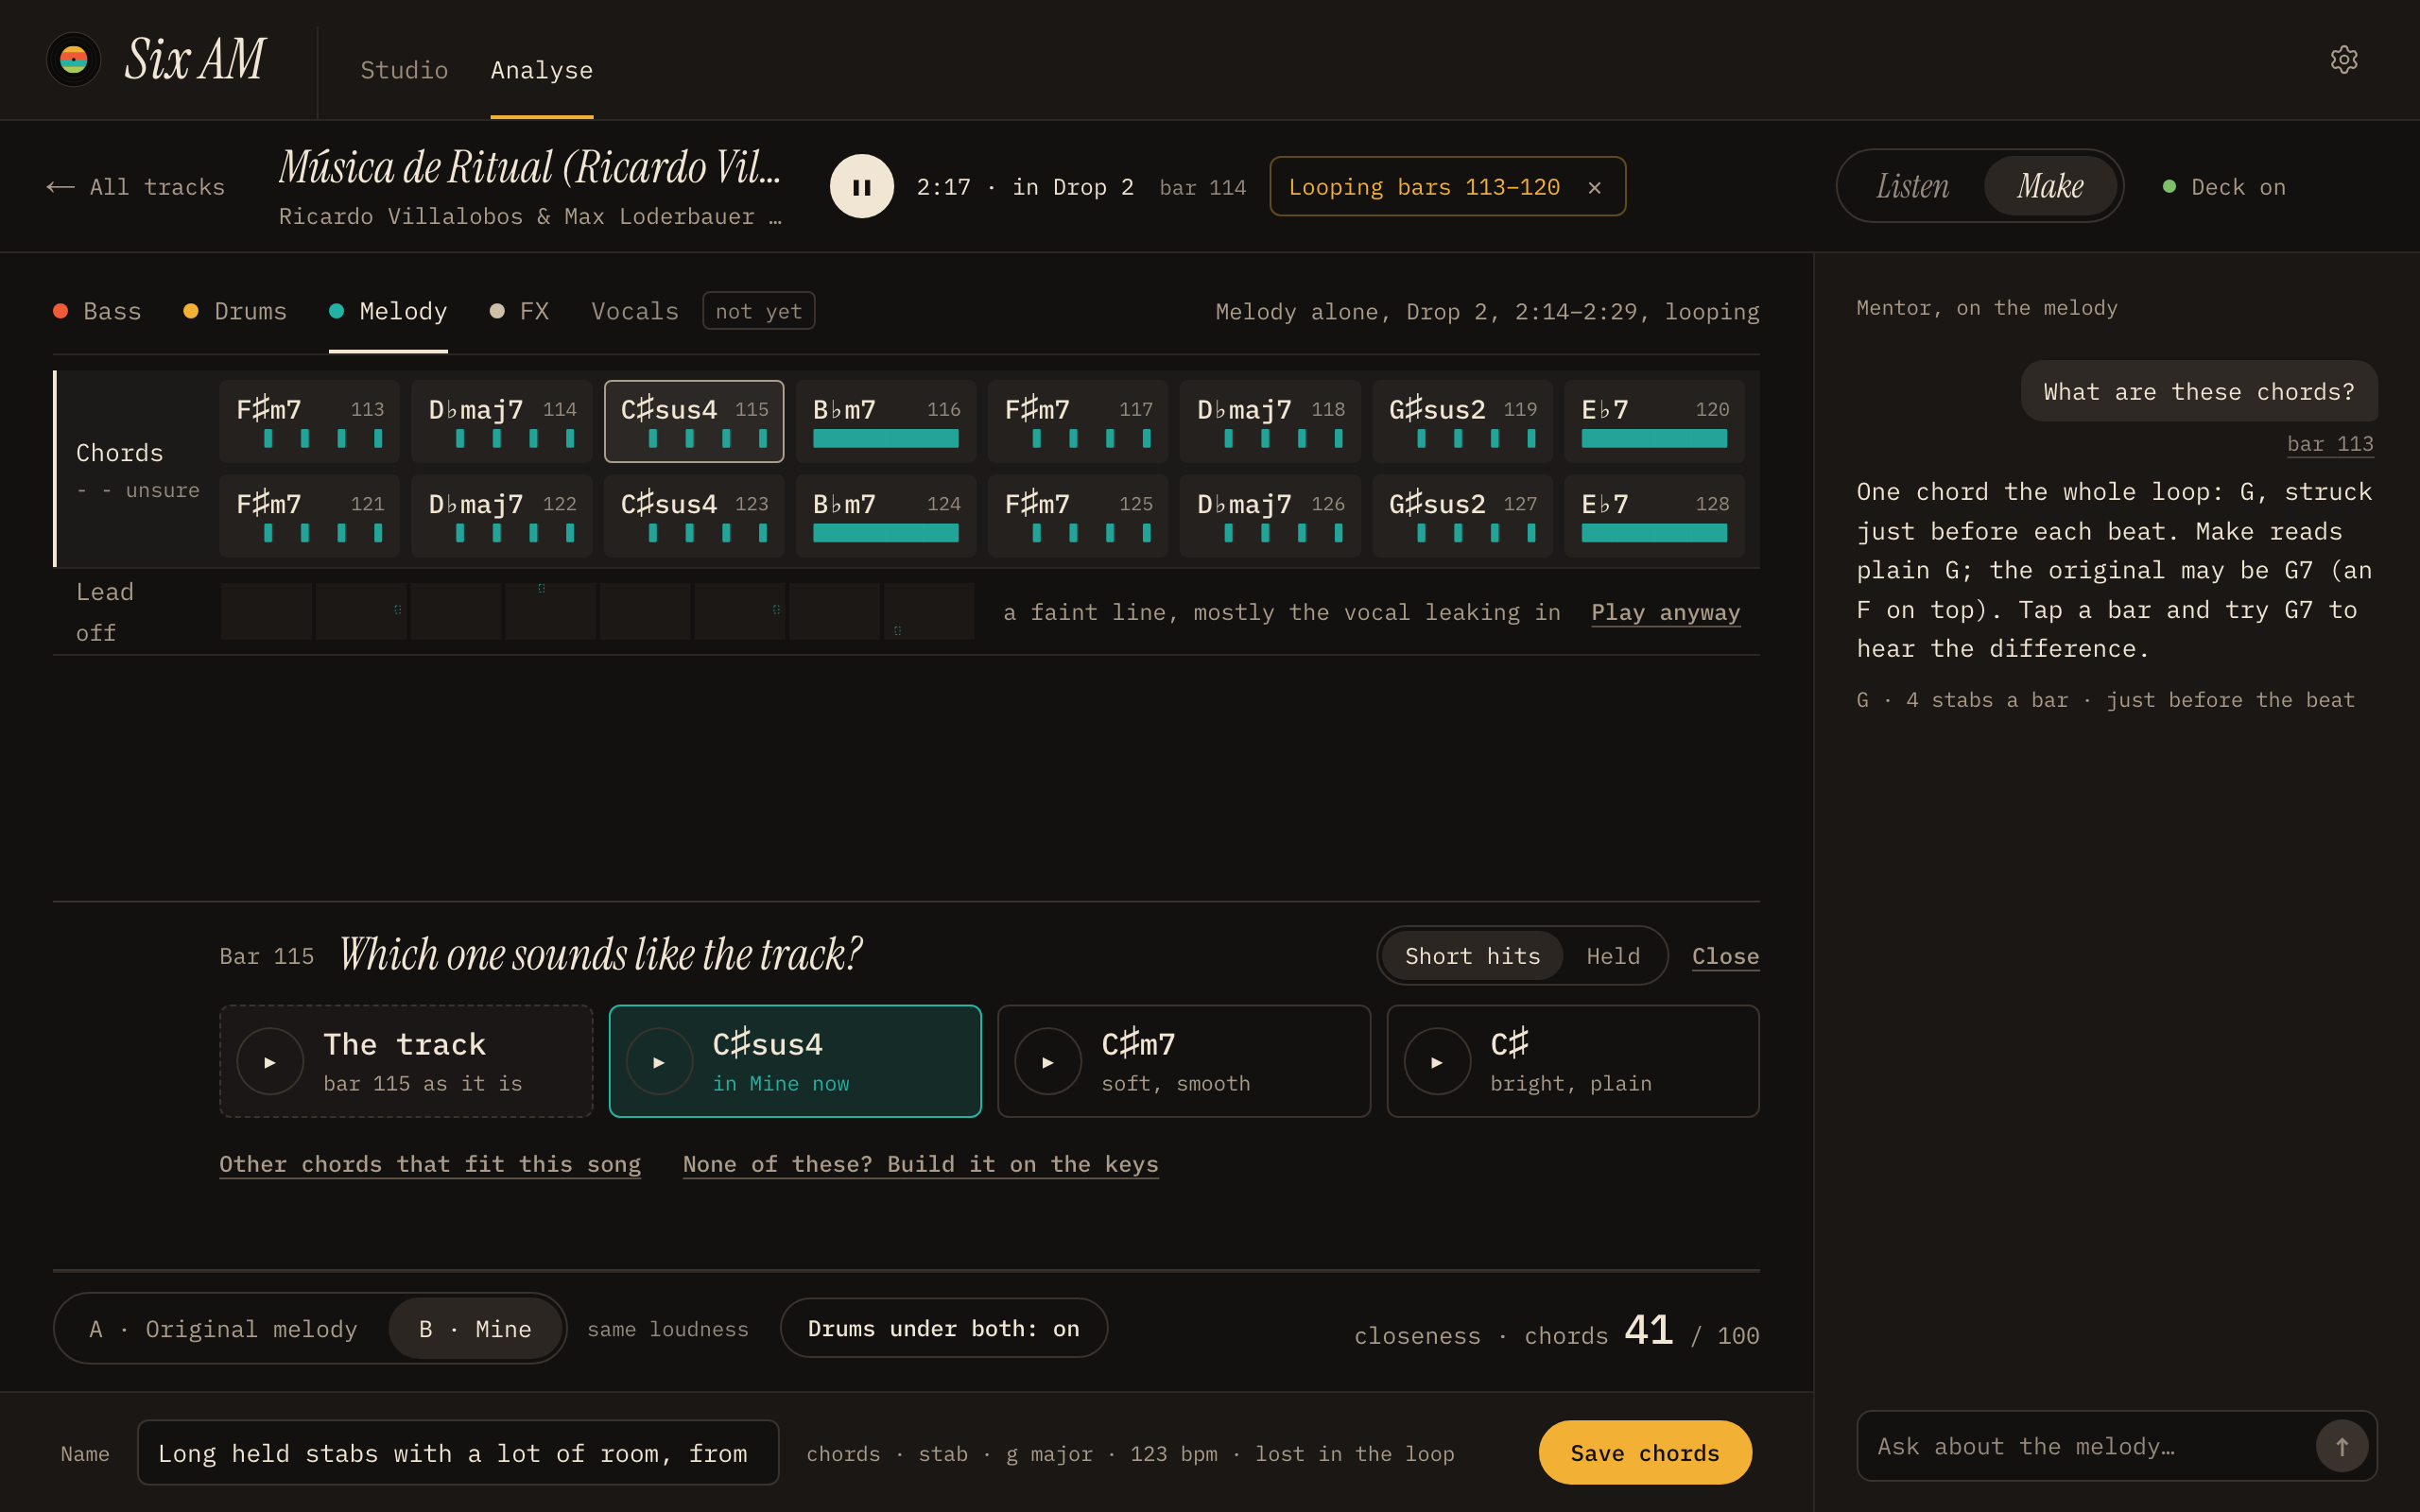 Six AM
Studio
Analyse
← All tracks
Música de Ritual (Ricardo Vil…
Ricardo Villalobos & Max Loderbauer …
2:17 · in Drop 2
bar 114
Looping bars 113–120 ×
Listen
Make
Deck on
Bass
Drums
Melody
FX
Vocals
not yet
Melody alone, Drop 2, 2:14–2:29, looping
Chords
- - unsure
F♯m7 113
D♭maj7 114
C♯sus4 115
B♭m7 116
F♯m7 117
D♭maj7 118
G♯sus2 119
E♭7 120
F♯m7 121
D♭maj7 122
C♯sus4 123
B♭m7 124
F♯m7 125
D♭maj7 126
G♯sus2 127
E♭7 128
Lead
off
a faint line, mostly the vocal leaking in
Play anyway
Bar 115
Which one sounds like the track?
Short hits
Held
Close
The track
bar 115 as it is
C♯sus4
in Mine now
C♯m7
soft, smooth
C♯
bright, plain
Other chords that fit this song
None of these? Build it on the keys
A · Original melody
B · Mine
same loudness
Drums under both: on
closeness · chords 41 / 100
Name
Long held stabs with a lot of room, from
chords · stab · g major · 123 bpm · lost in the loop
Save chords
Mentor, on the melody
What are these chords?
bar 113
One chord the whole loop: G, struck
just before each beat. Make reads
plain G; the original may be G7 (an
F on top). Tap a bar and try G7 to
hear the difference.
G · 4 stabs a bar · just before the beat
Ask about the melody…